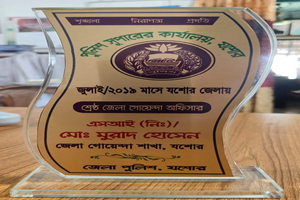 শৃঙ্খলা নিরাপত্তা প্রগতি
পুলিশ সুপারের কার্যালয়, যশোর
জুলাই/২০১৯ মাসে যশোর জেলায়
শ্রেষ্ঠ জেলা গোয়েন্দা অফিসার
এসআই (নিঃ)/
মোঃ মুরাদ হোসেন
জেলা গোয়েন্দা শাখা, যশোর
জেলা পুলিশ, যশোর